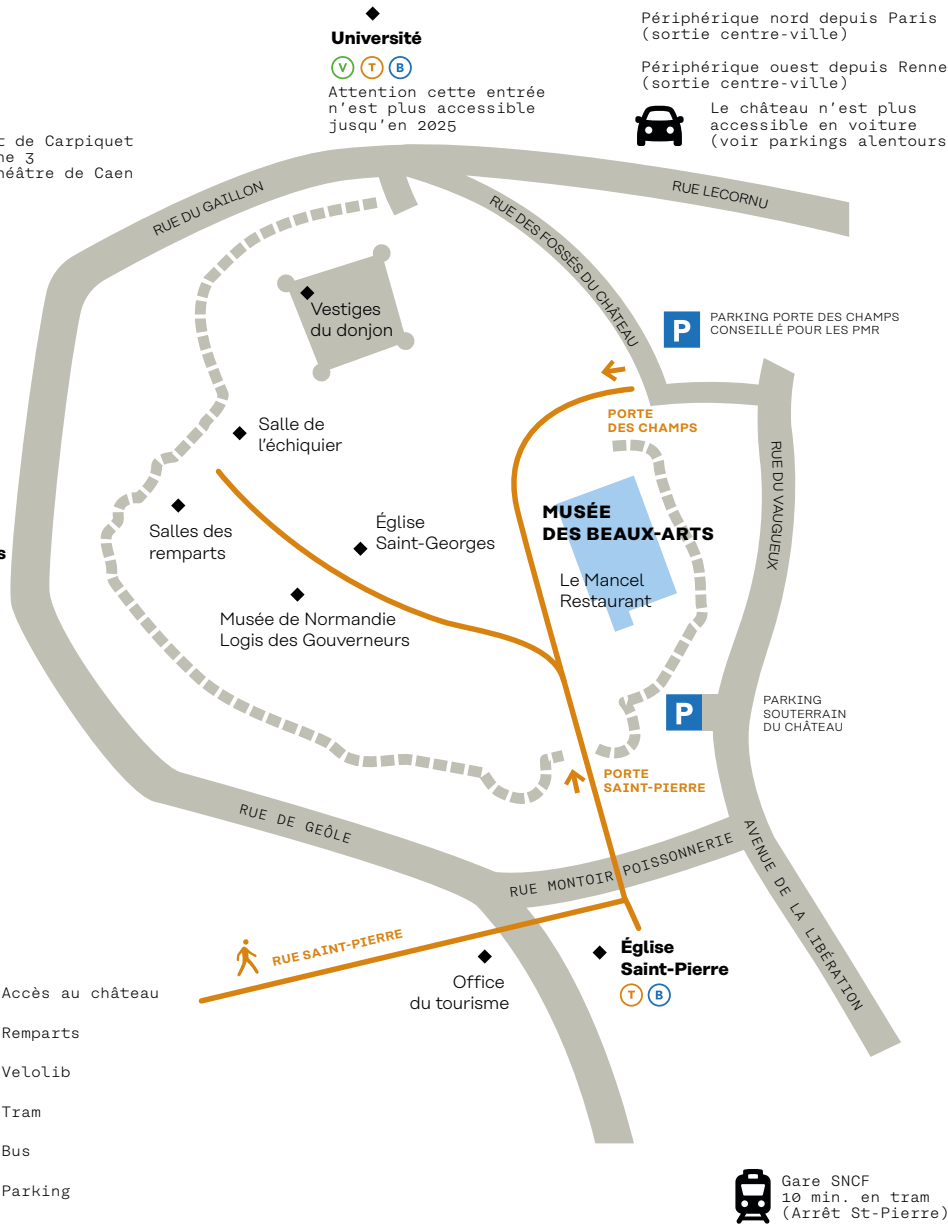 Université
V T B
Attention cette entrée
n'est plus accessible
jusqu'en 2025
Périphérique nord depuis Paris
(sortie centre-ville)
Périphérique ouest depuis Renne
(sortie centre-ville)
Le château n'est plus
accessible en voiture
(voir parkings alentours
t de Carpiquet
ne 3
néâtre de Caen
RUE DU GAILLON
RUE LECORNU
RUE DES FOSSÉS DU CHÂTEAU
Vestiges
du donjon
P
PARKING PORTE DES CHAMPS
CONSEILLÉ POUR LES PMR
PORTE
DES CHAMPS
Salle de
l'échiquier
RUE DU VAUGUEUX
Salles des
remparts
Église
Saint-Georges
MUSÉE
DES BEAUX-ARTS
s
Le Mancel
Restaurant
Musée de Normandie
Logis des Gouverneurs
P
PARKING
SOUTERRAIN
DU CHÂTEAU
PORTE
SAINT-PIERRE
RUE DE GEÔLE
RUE MONTOIR POISSONNERIE
AVENUE DE LA LIBÉRATION
RUE SAINT-PIERRE
Église
Saint-Pierre
T B
Office
du tourisme
Accès au château
Remparts
Velolib
Tram
Bus
Parking
Gare SNCF
10 min. en tram
(Arrêt St-Pierre)